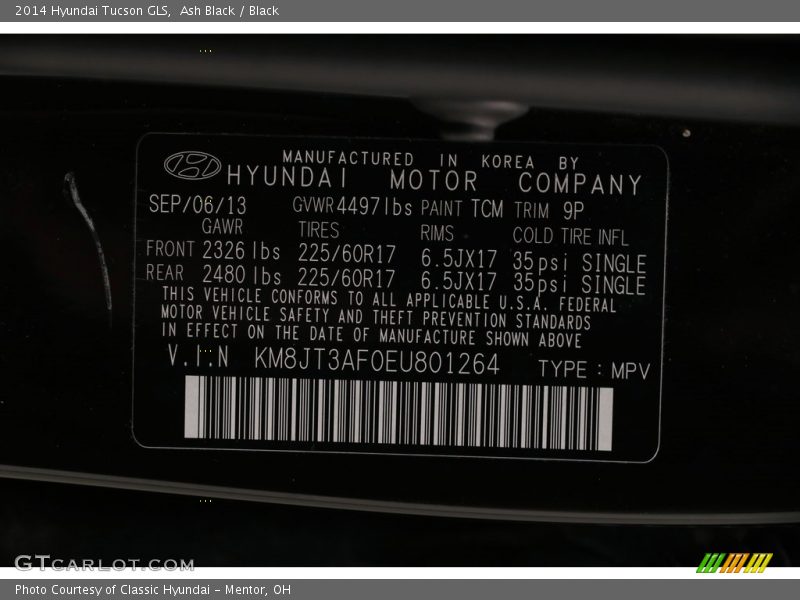 2014 Hyundai Tucson GLS,  Ash Black / Black
MANUFACTURED IN KOREA BY
HYUNDAI MOTOR COMPANY
SEP/06/13 GVWR 4497lbs PAINT TCM TRIM 9P
GAWR TIRES RIMS COLD TIRE INFL
FRONT 2326 lbs 225/60R17 6.5JX17 35psi SINGLE
REAR 2480 lbs 225/60R17 6.5JX17 35psi SINGLE
THIS VEHICLE CONFORMS TO ALL APPLICABLE U.S.A. FEDERAL
MOTOR VEHICLE SAFETY AND THEFT PREVENTION STANDARDS
IN EFFECT ON THE DATE OF MANUFACTURE SHOWN ABOVE
V.I.N KM8JT3AF0EU801264 TYPE : MPV
GTCARLOT.COM
Photo Courtesy of Classic Hyundai - Mentor, OH